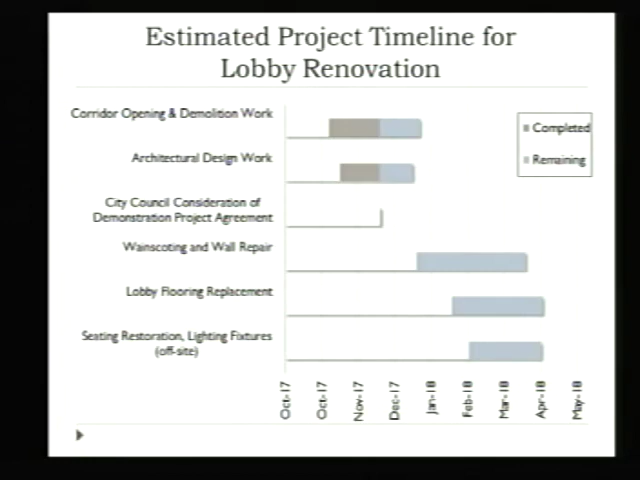 Estimated Project Timeline for
Lobby Renovation
Corridor Opening & Demolition Work
Architectural Design Work
City Council Consideration of
Demonstration Project Agreement
Wainscoting and Wall Repair
Lobby Flooring Replacement
Seating Restoration, Lighting Fixtures
(off-site)
Completed
Remaining
Oct-17
Oct-17
Nov-17
Dec-17
Jan-18
Feb-18
Mar-18
Apr-18
May-18